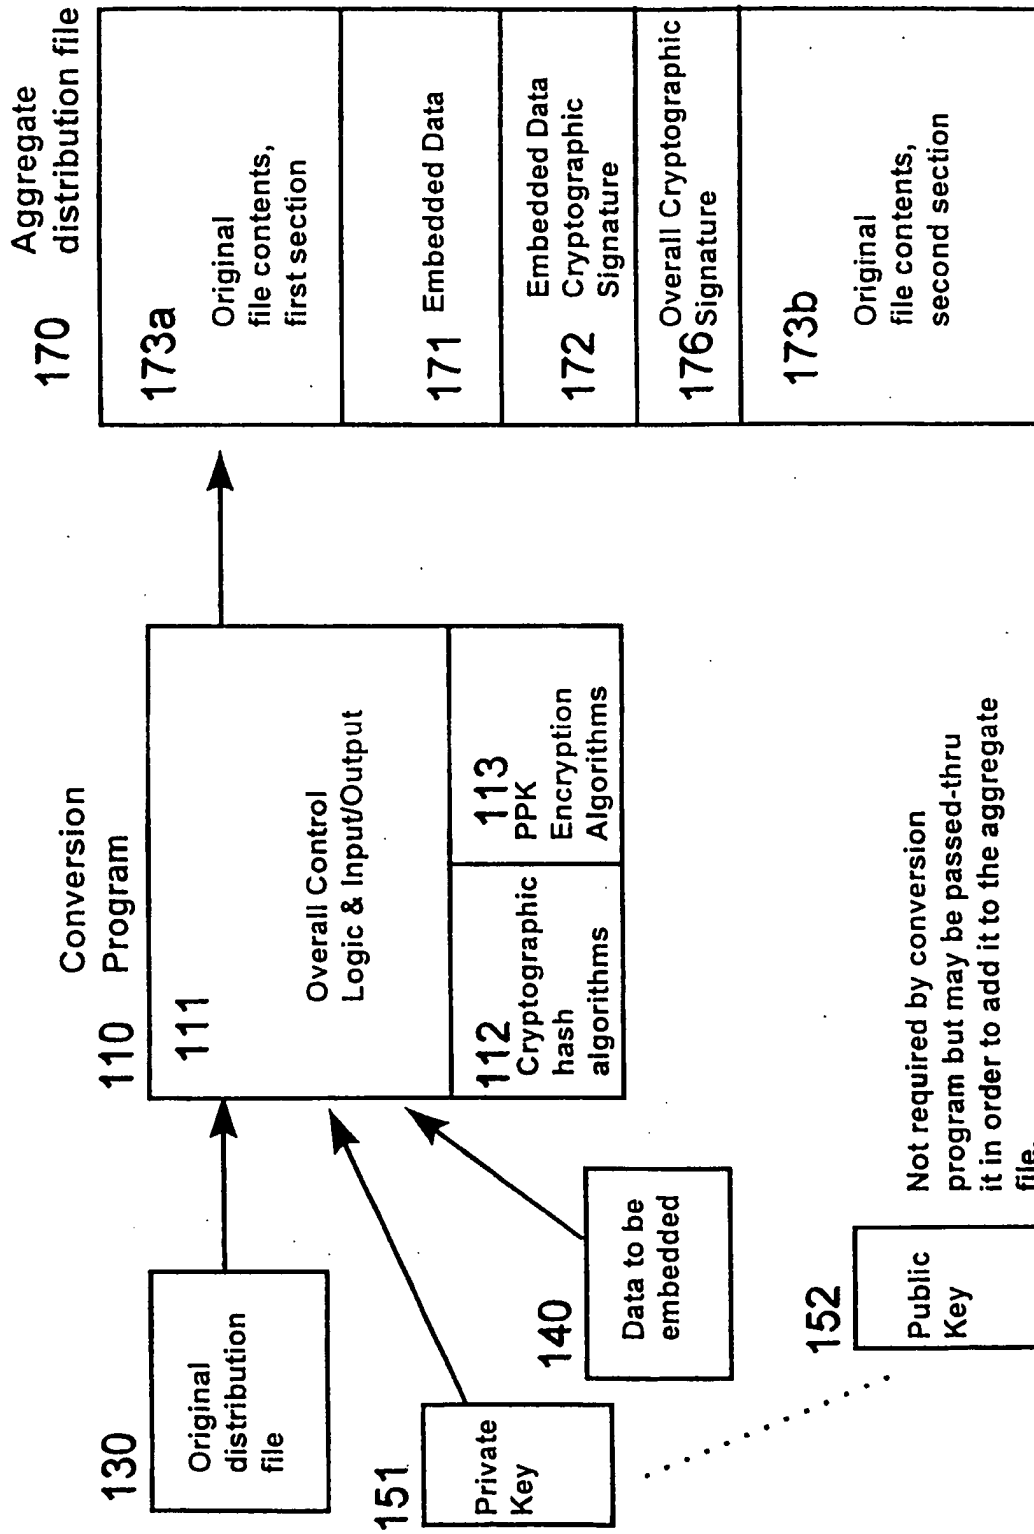 130
Original
distribution
file
151
Private
Key
140
Data to be
embedded
152
Public
Key
Not required by conversion
program but may be passed-thru
it in order to add it to the aggregate
file.
Conversion
110 Program
111
Overall Control
Logic & Input/Output
112
Cryptographic
hash
algorithms
113
PPK
Encryption
Algorithms
Aggregate
170 distribution file
173a
Original
file contents,
first section
171 Embedded Data
Embedded Data
172 Cryptographic
Signature
Overall Cryptographic
176 Signature
173b
Original
file contents,
second section